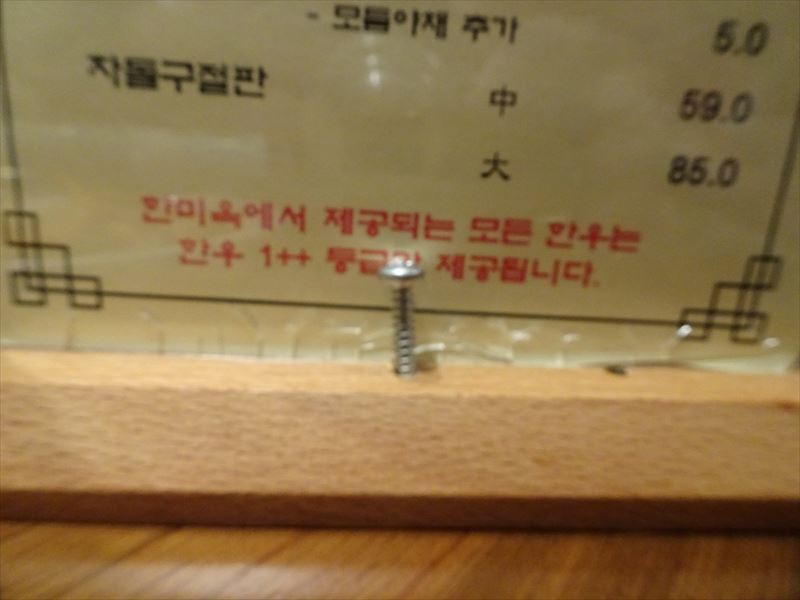 - 모듬야채 추가 5.0
차돌구절판 中 59.0
大 85.0
한미옥에서 제공되는 모든 한우는
한우 1++ 등급만 제공됩니다.